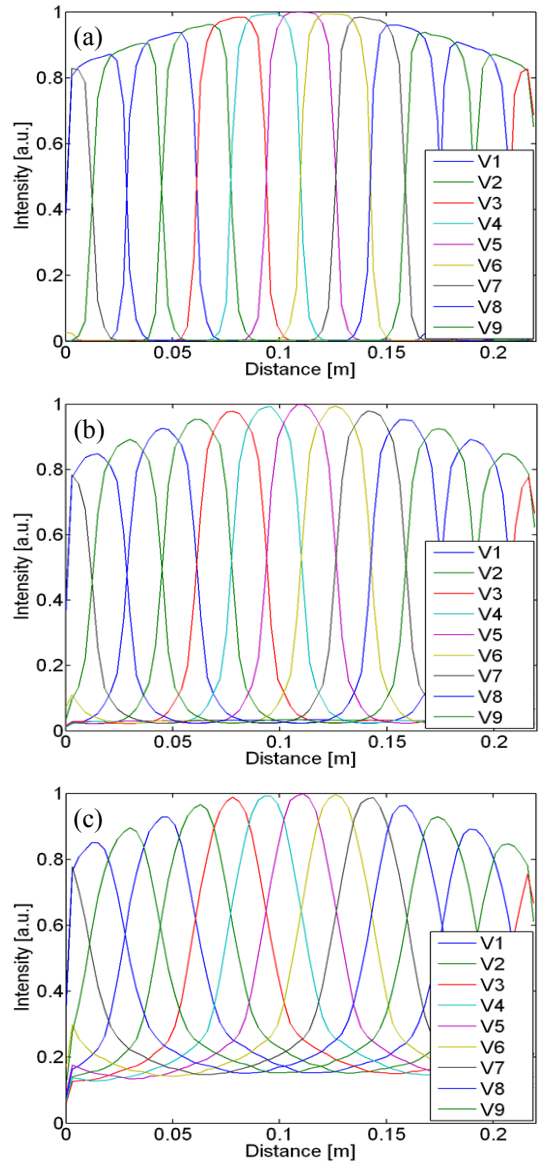 (a)
Intensity [a.u.]
1
0.8
0.6
0.4
0.2
0
0
0.05
0.1
0.15
0.2
Distance [m]
V1
V2
V3
V4
V5
V6
V7
V8
V9
(b)
Intensity [a.u.]
1
0.8
0.6
0.4
0.2
0
0
0.05
0.1
0.15
0.2
Distance [m]
V1
V2
V3
V4
V5
V6
V7
V8
V9
(c)
Intensity [a.u.]
1
0.8
0.6
0.4
0.2
0
0
0.05
0.1
0.15
0.2
Distance [m]
V1
V2
V3
V4
V5
V6
V7
V8
V9